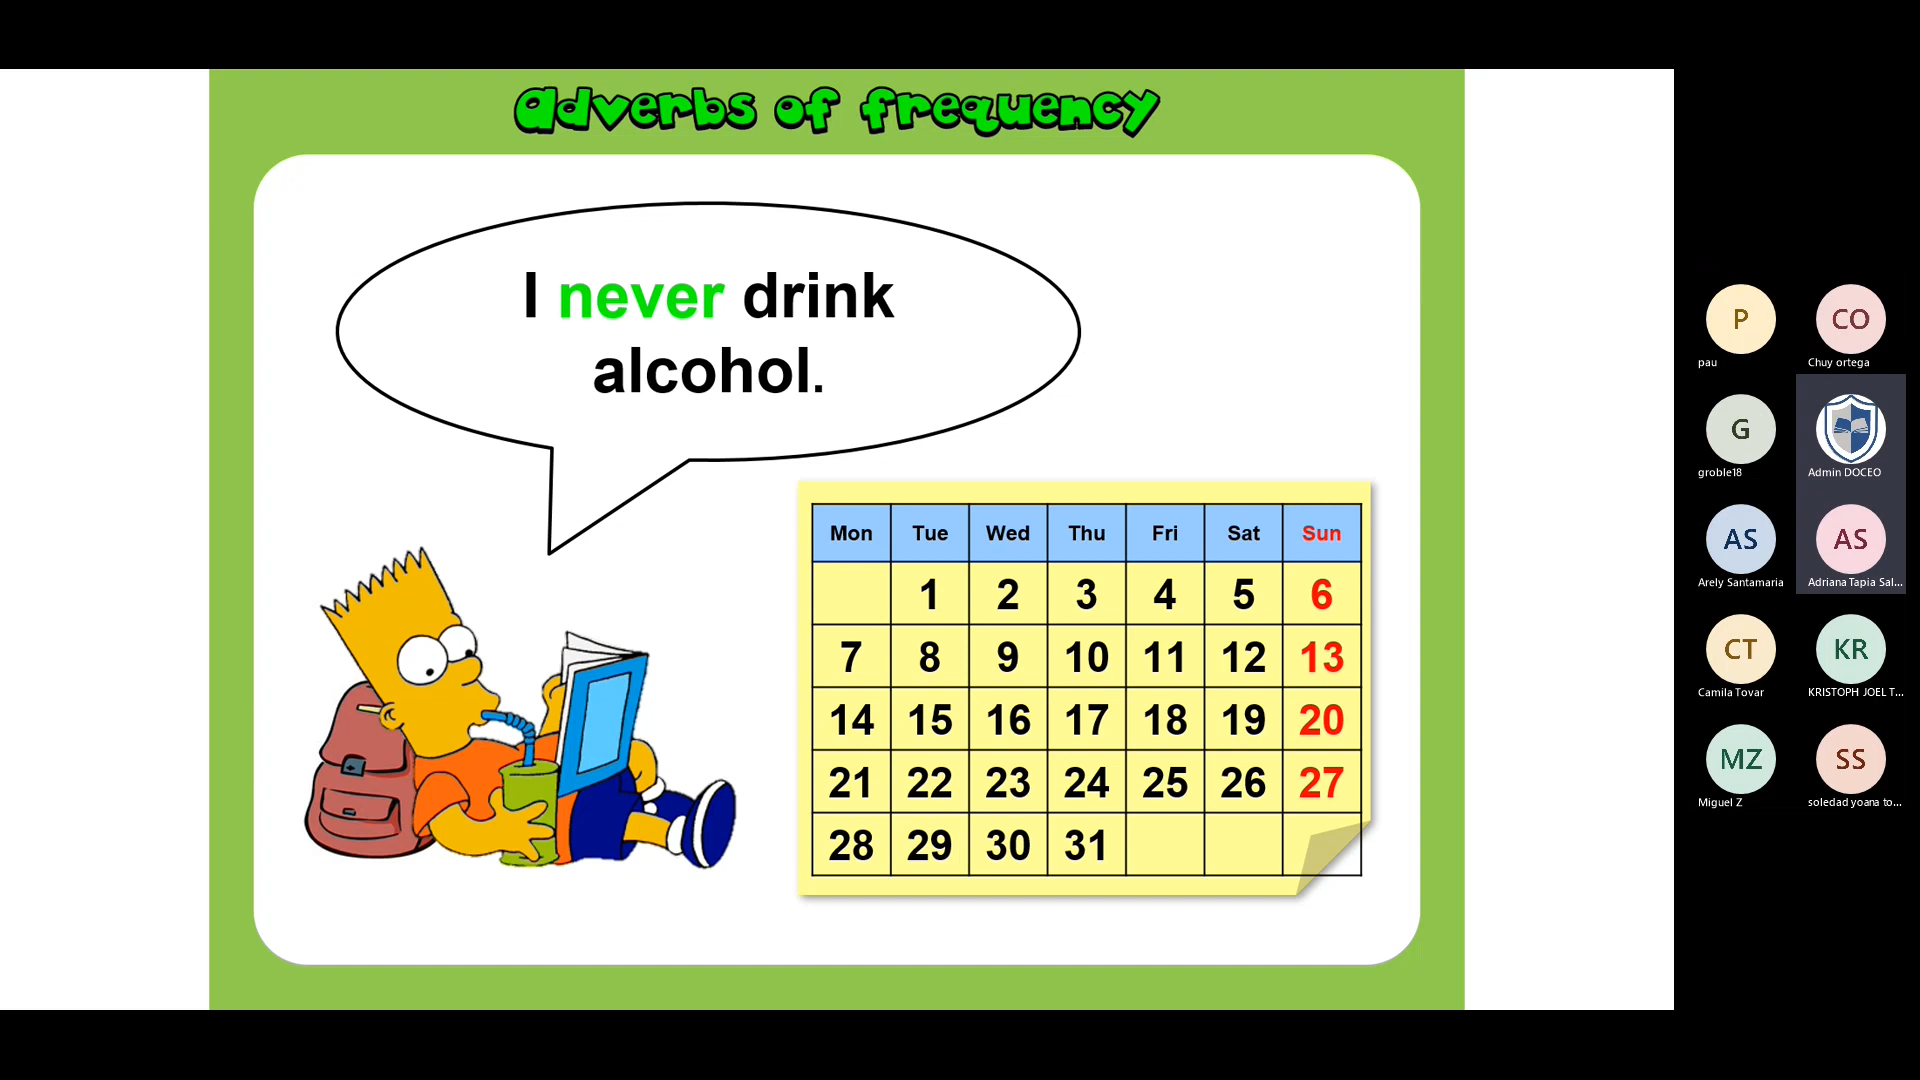 adverbs of frequency
I never drink
alcohol.
Mon Tue Wed Thu Fri Sat Sun
1 2 3 4 5 6
7 8 9 10 11 12 13
14 15 16 17 18 19 20
21 22 23 24 25 26 27
28 29 30 31
P CO
pau Chuy ortega
G
groble18 Admin DOCEO
AS AS
Arely Santamaria Adriana Tapia Sal...
CT KR
Camila Tovar KRISTOPH JOEL T...
MZ SS
Miguel Z soledad yoana to...